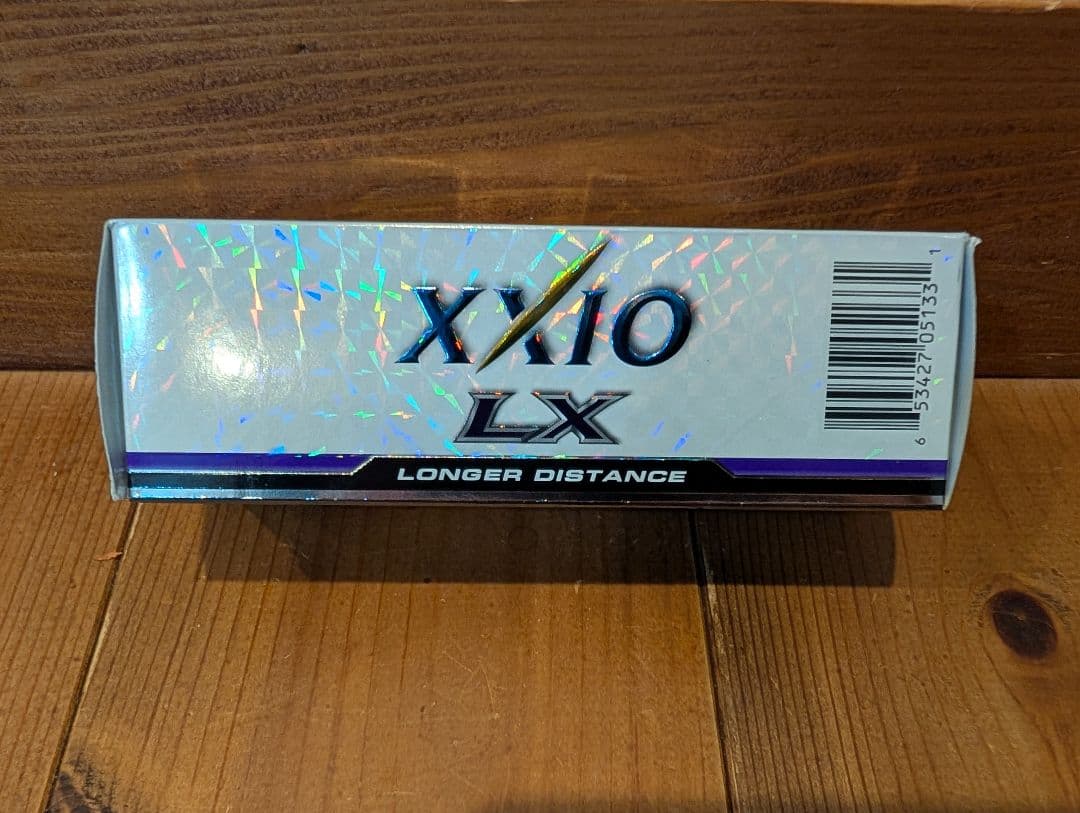 XXIO
LX
LONGER DISTANCE
6 53427 05133 1